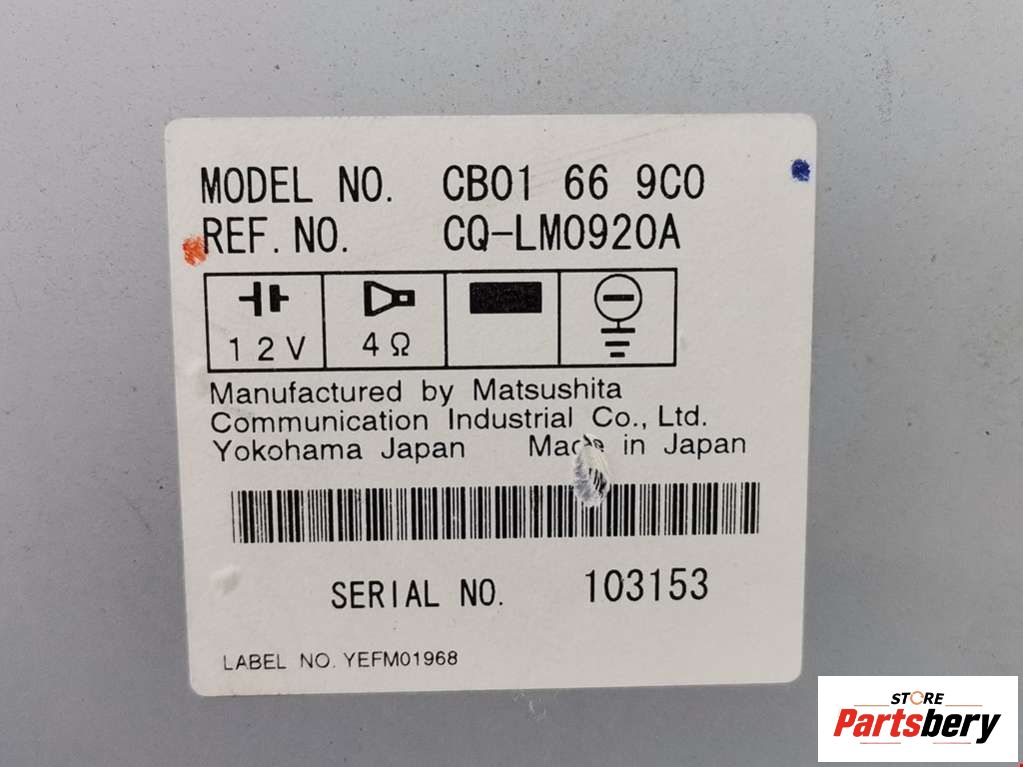 MODEL NO. CB01 66 9C0
REF. NO. CQ-LM0920A
12V 4Ω
Manufactured by Matsushita
Communication Industrial Co., Ltd.
Yokohama Japan Made in Japan
SERIAL NO. 103153
LABEL NO. YEFM01968
STORE
Partsbery